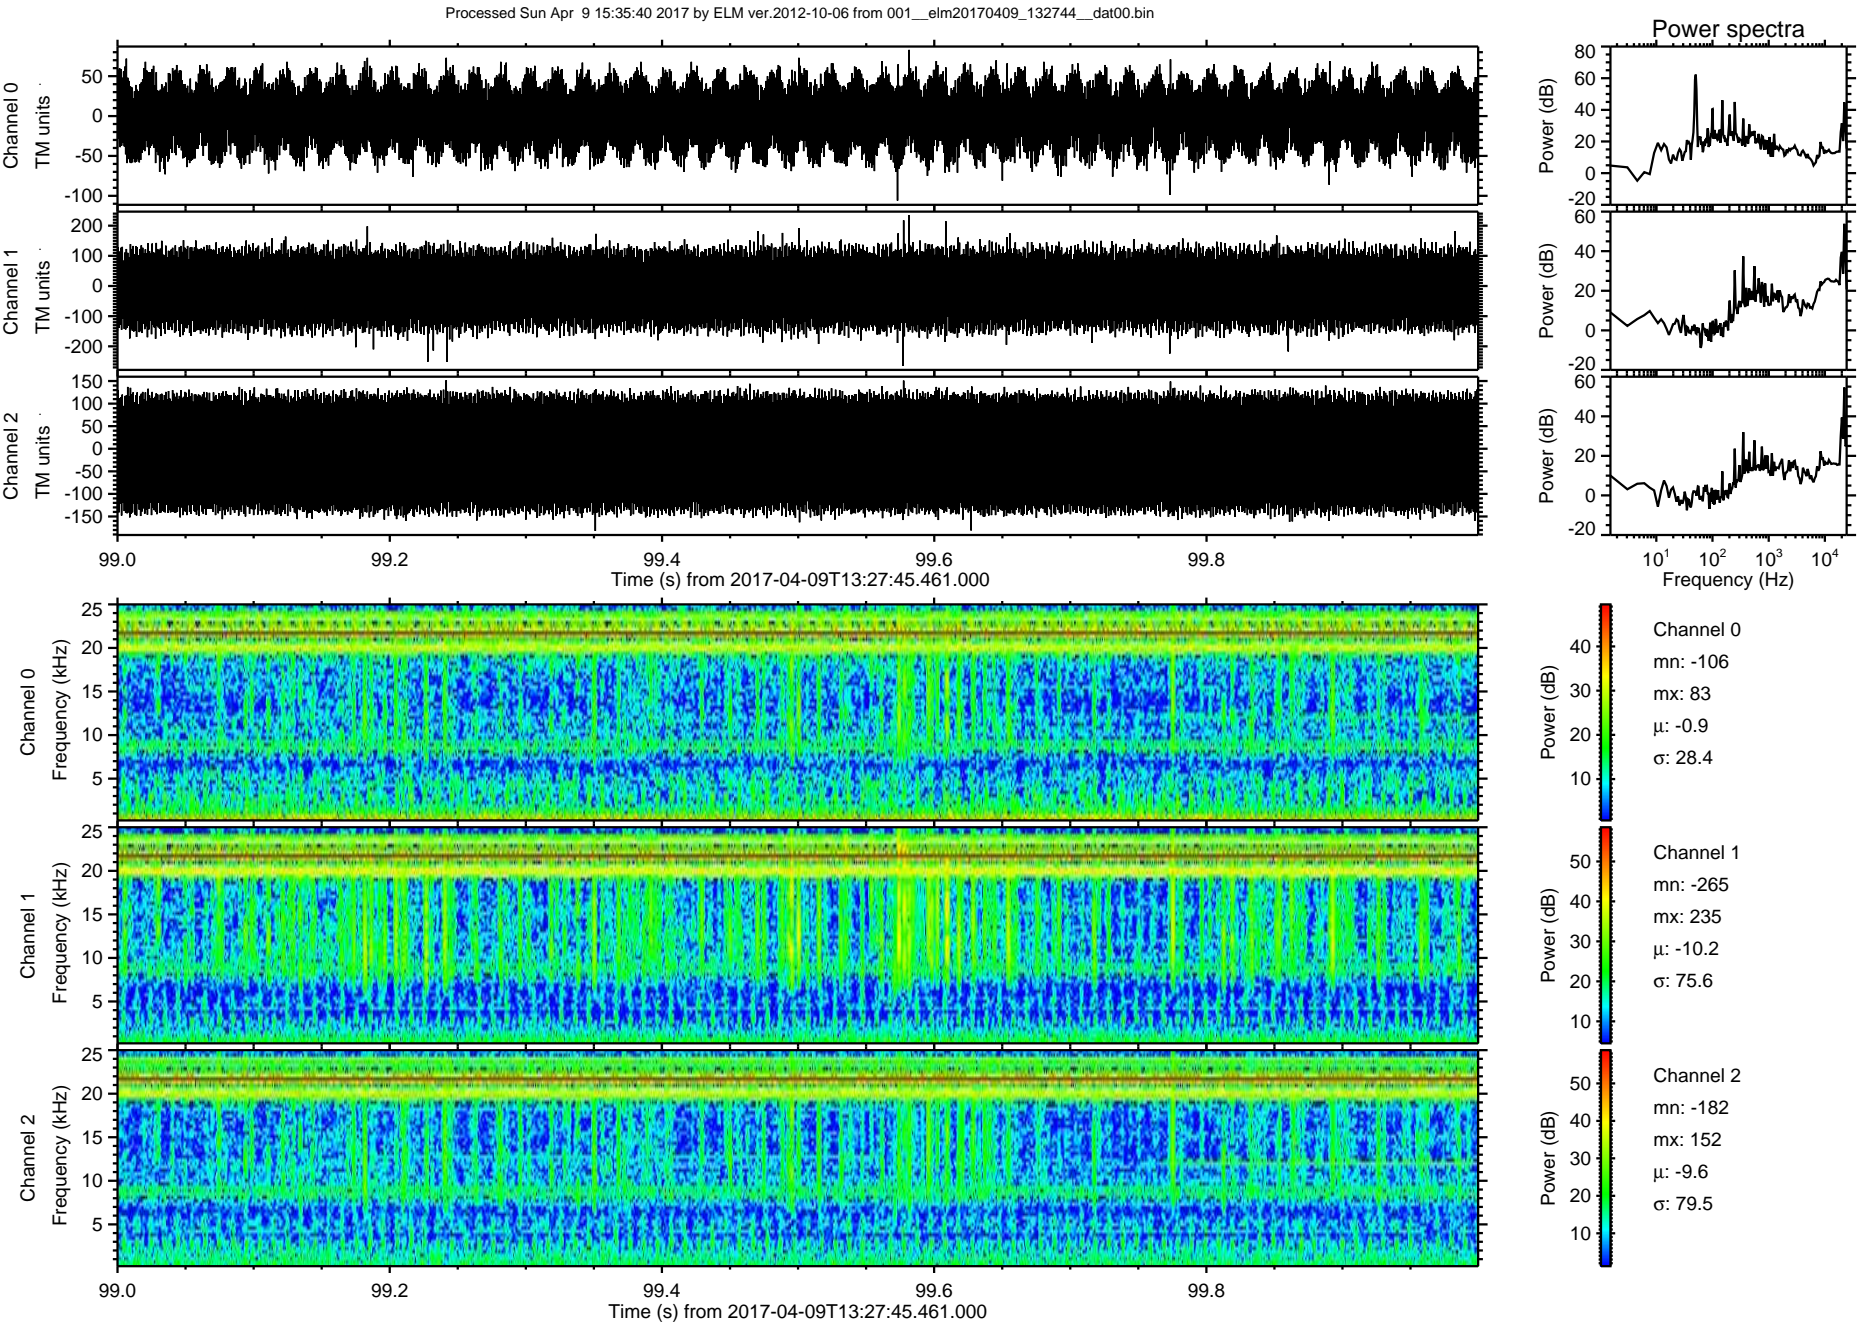 Processed Sun Apr  9 15:35:40 2017 by ELM ver.2012-10-06 from 001__elm20170409_132744__dat00.bin
Power spectra
Channel 0
TM units
50
0
-50
-100
Power (dB)
80
60
40
20
0
-20
Channel 1
TM units
200
100
0
-100
-200
Power (dB)
60
40
20
0
-20
Channel 2
TM units
150
100
50
0
-50
-100
-150
Power (dB)
60
40
20
0
-20
99.0 99.2 99.4 99.6 99.8
Time (s) from 2017-04-09T13:27:45.461.000
10^1 10^2 10^3 10^4
Frequency (Hz)
Channel 0
Frequency (kHz)
25
20
15
10
5
Power (dB)
40
30
20
10
Channel 0
mn: -106
mx: 83
μ: -0.9
σ: 28.4
Channel 1
Frequency (kHz)
25
20
15
10
5
Power (dB)
50
40
30
20
10
Channel 1
mn: -265
mx: 235
μ: -10.2
σ: 75.6
Channel 2
Frequency (kHz)
25
20
15
10
5
Power (dB)
50
40
30
20
10
Channel 2
mn: -182
mx: 152
μ: -9.6
σ: 79.5
99.0 99.2 99.4 99.6 99.8
Time (s) from 2017-04-09T13:27:45.461.000